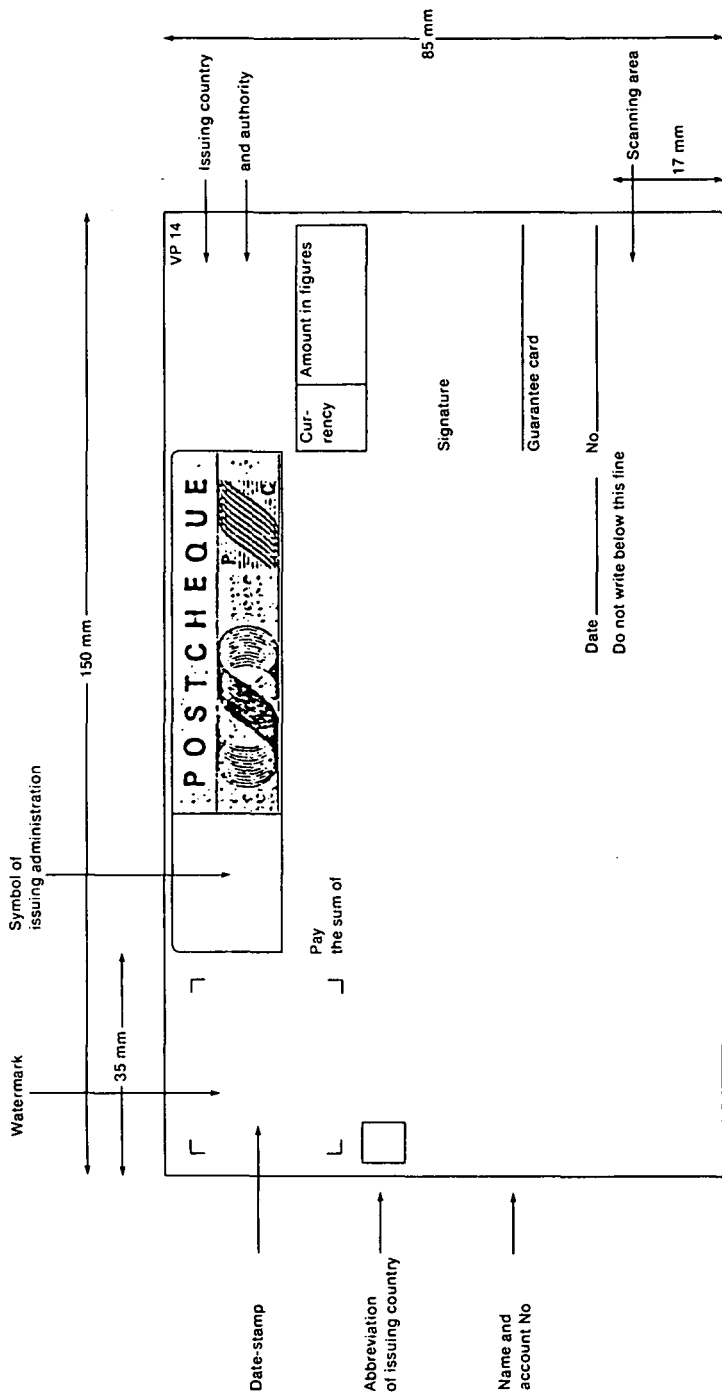 150 mm
Symbol of
issuing administration
Watermark
35 mm
VP 14
Issuing country
and authority
85 mm
POSTCHEQUE
P
C
Date-stamp
Cur-
rency
Amount in figures
Pay
the sum of
Abbreviation
of issuing country
Signature
Name and
account No
Guarantee card
Date
No
Do not write below this fine
Scanning area
17 mm